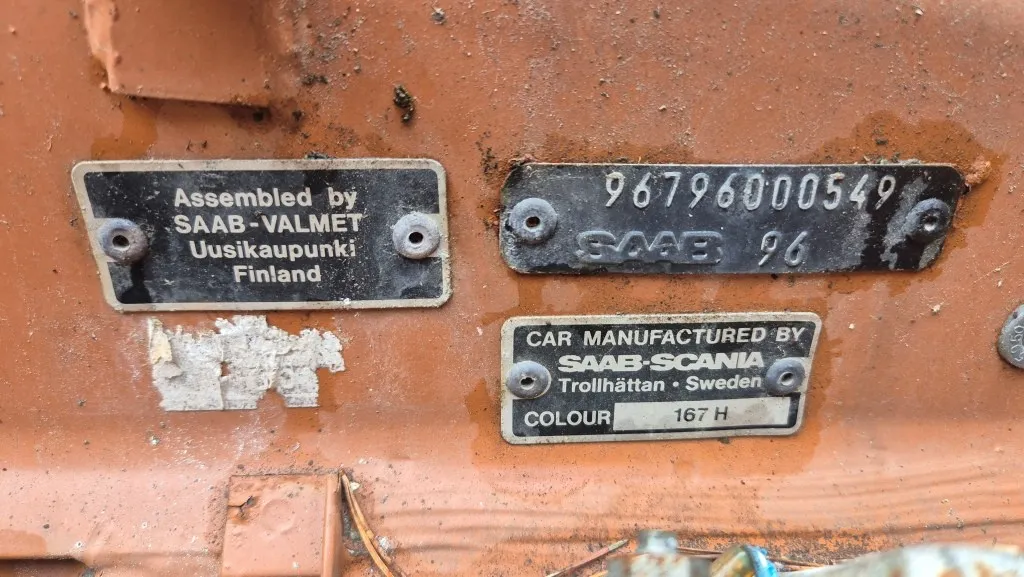 Assembled by
SAAB-VALMET
Uusikaupunki
Finland
96796000549
SAAB 96
CAR MANUFACTURED BY
SAAB-SCANIA
Trollhättan · Sweden
COLOUR 167 H